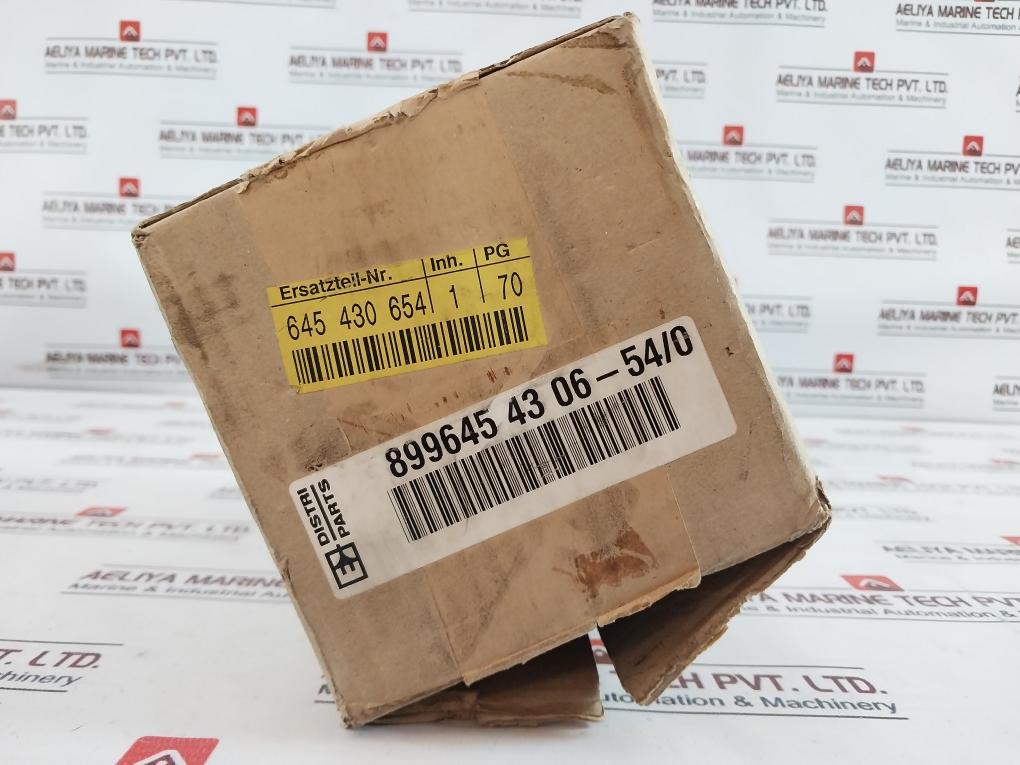 AELIYA MARINE TECH PVT. LTD.
Marine & Industrial Automation & Machinery
Ersatzteil-Nr. Inh. PG
645 430 654 1 70
899645 43 06-54/0
DISTRI
PARTS